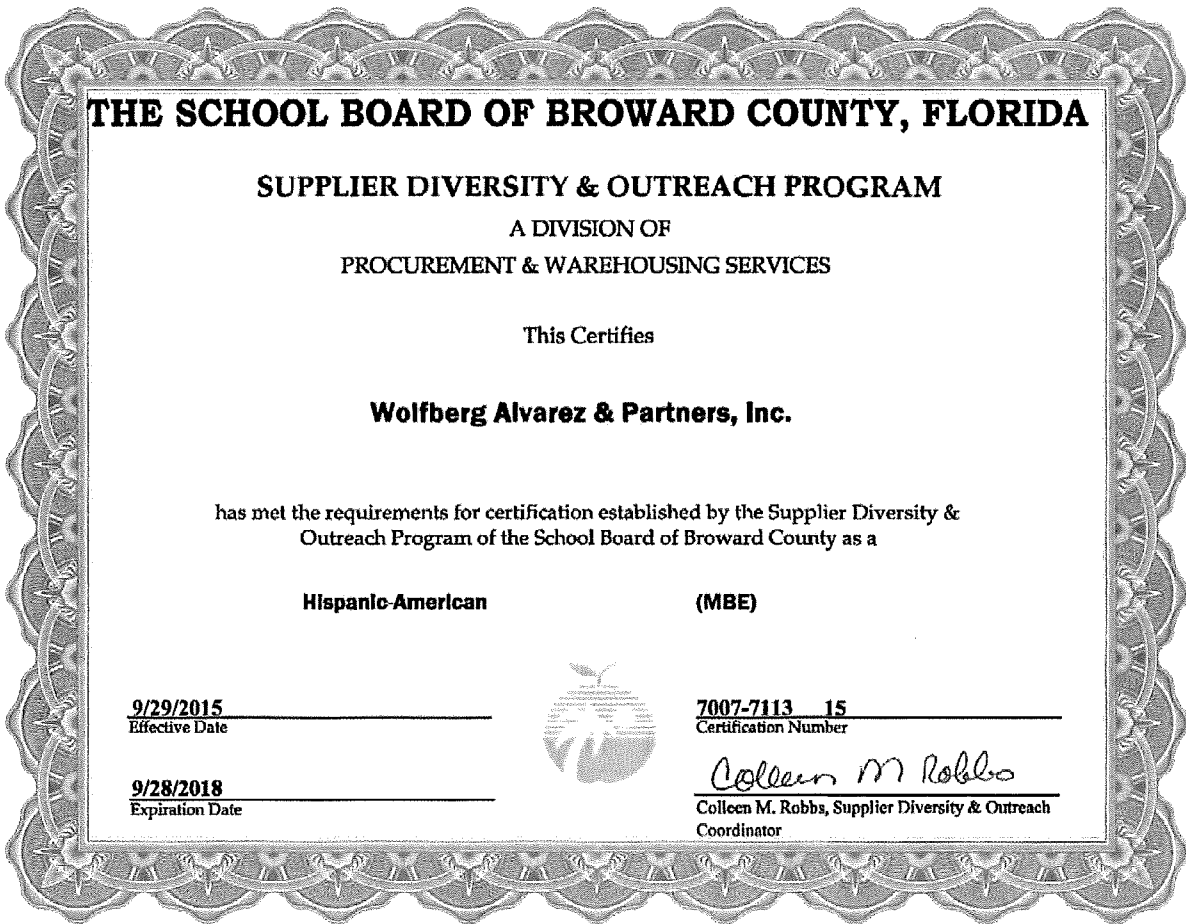 THE SCHOOL BOARD OF BROWARD COUNTY, FLORIDA
SUPPLIER DIVERSITY & OUTREACH PROGRAM
A DIVISION OF
PROCUREMENT & WAREHOUSING SERVICES
This Certifies
Wolfberg Alvarez & Partners, Inc.
has met the requirements for certification established by the Supplier Diversity &
Outreach Program of the School Board of Broward County as a
Hispanic-American (MBE)
9/29/2015
Effective Date
7007-7113 15
Certification Number
9/28/2018
Expiration Date
Colleen M Robbs
Colleen M. Robbs, Supplier Diversity & Outreach
Coordinator